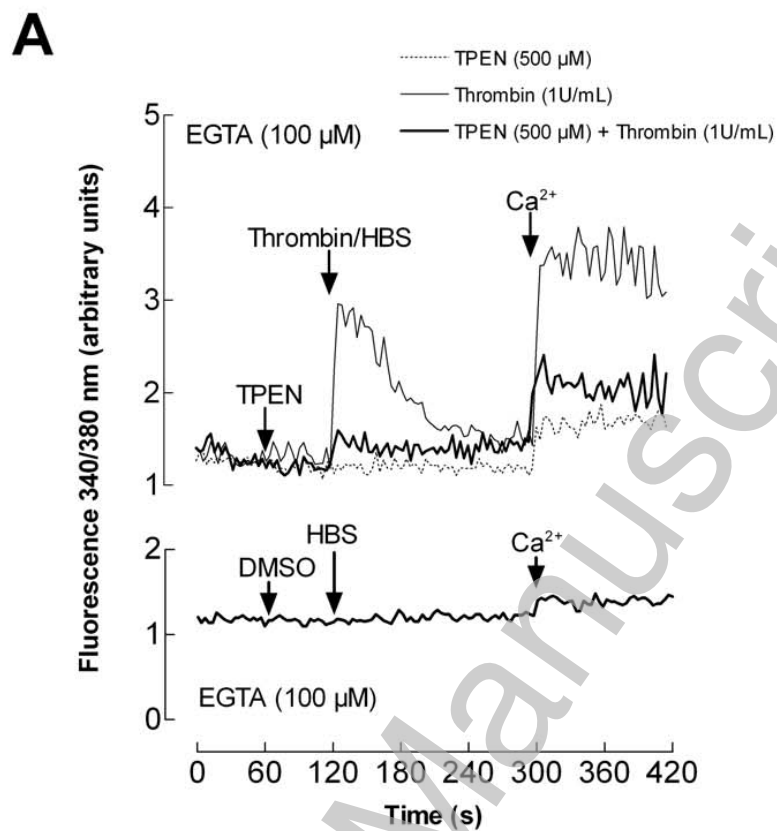 A
TPEN (500 µM)
Thrombin (1U/mL)
TPEN (500 µM) + Thrombin (1U/mL)
5
EGTA (100 µM)
4
Ca²⁺
Thrombin/HBS
3
2
TPEN
1
Fluorescence 340/380 nm (arbitrary units)
2
HBS
Ca²⁺
DMSO
1
EGTA (100 µM)
0
0 60 120 180 240 300 360 420
Time (s)
Manuscri